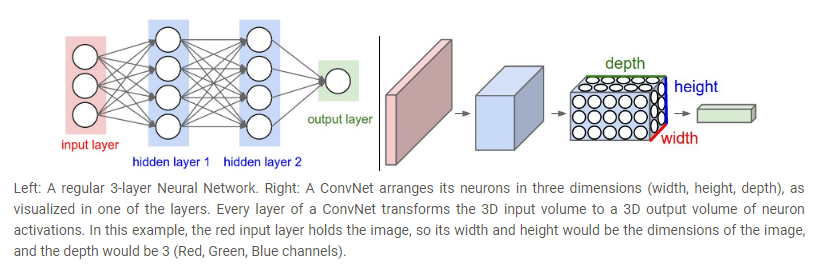 depth
height
width
output layer
input layer
hidden layer 1
hidden layer 2
Left: A regular 3-layer Neural Network. Right: A ConvNet arranges its neurons in three dimensions (width, height, depth), as
visualized in one of the layers. Every layer of a ConvNet transforms the 3D input volume to a 3D output volume of neuron
activations. In this example, the red input layer holds the image, so its width and height would be the dimensions of the image,
and the depth would be 3 (Red, Green, Blue channels).